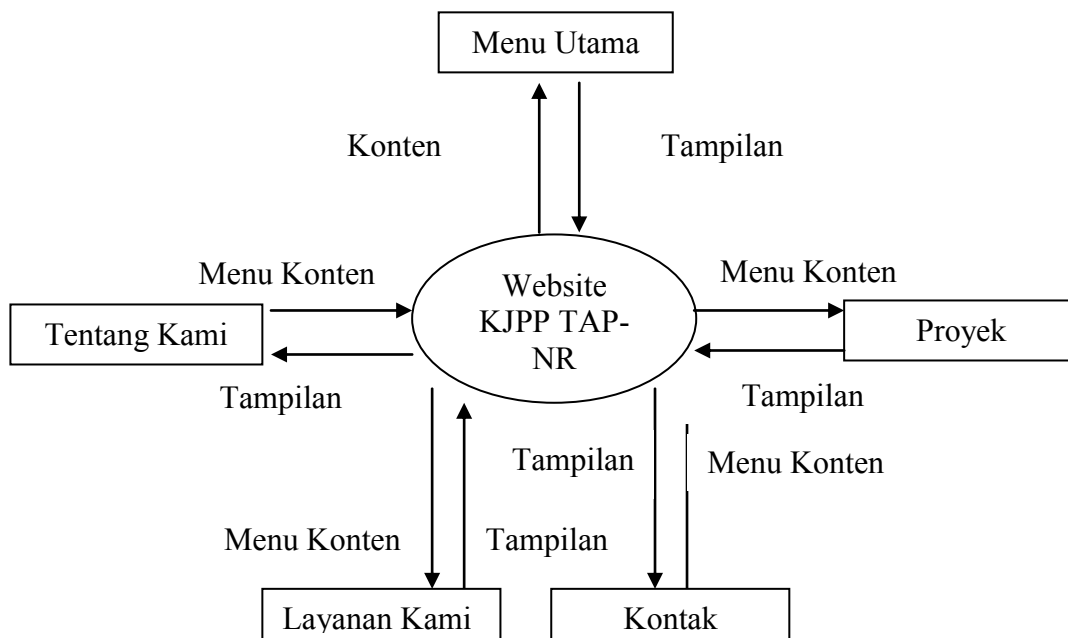 Menu Utama
Konten
Tampilan
Menu Konten
Website
KJPP TAP-
NR
Menu Konten
Tentang Kami
Proyek
Tampilan
Tampilan
Tampilan
Menu Konten
Menu Konten
Tampilan
Layanan Kami
Kontak